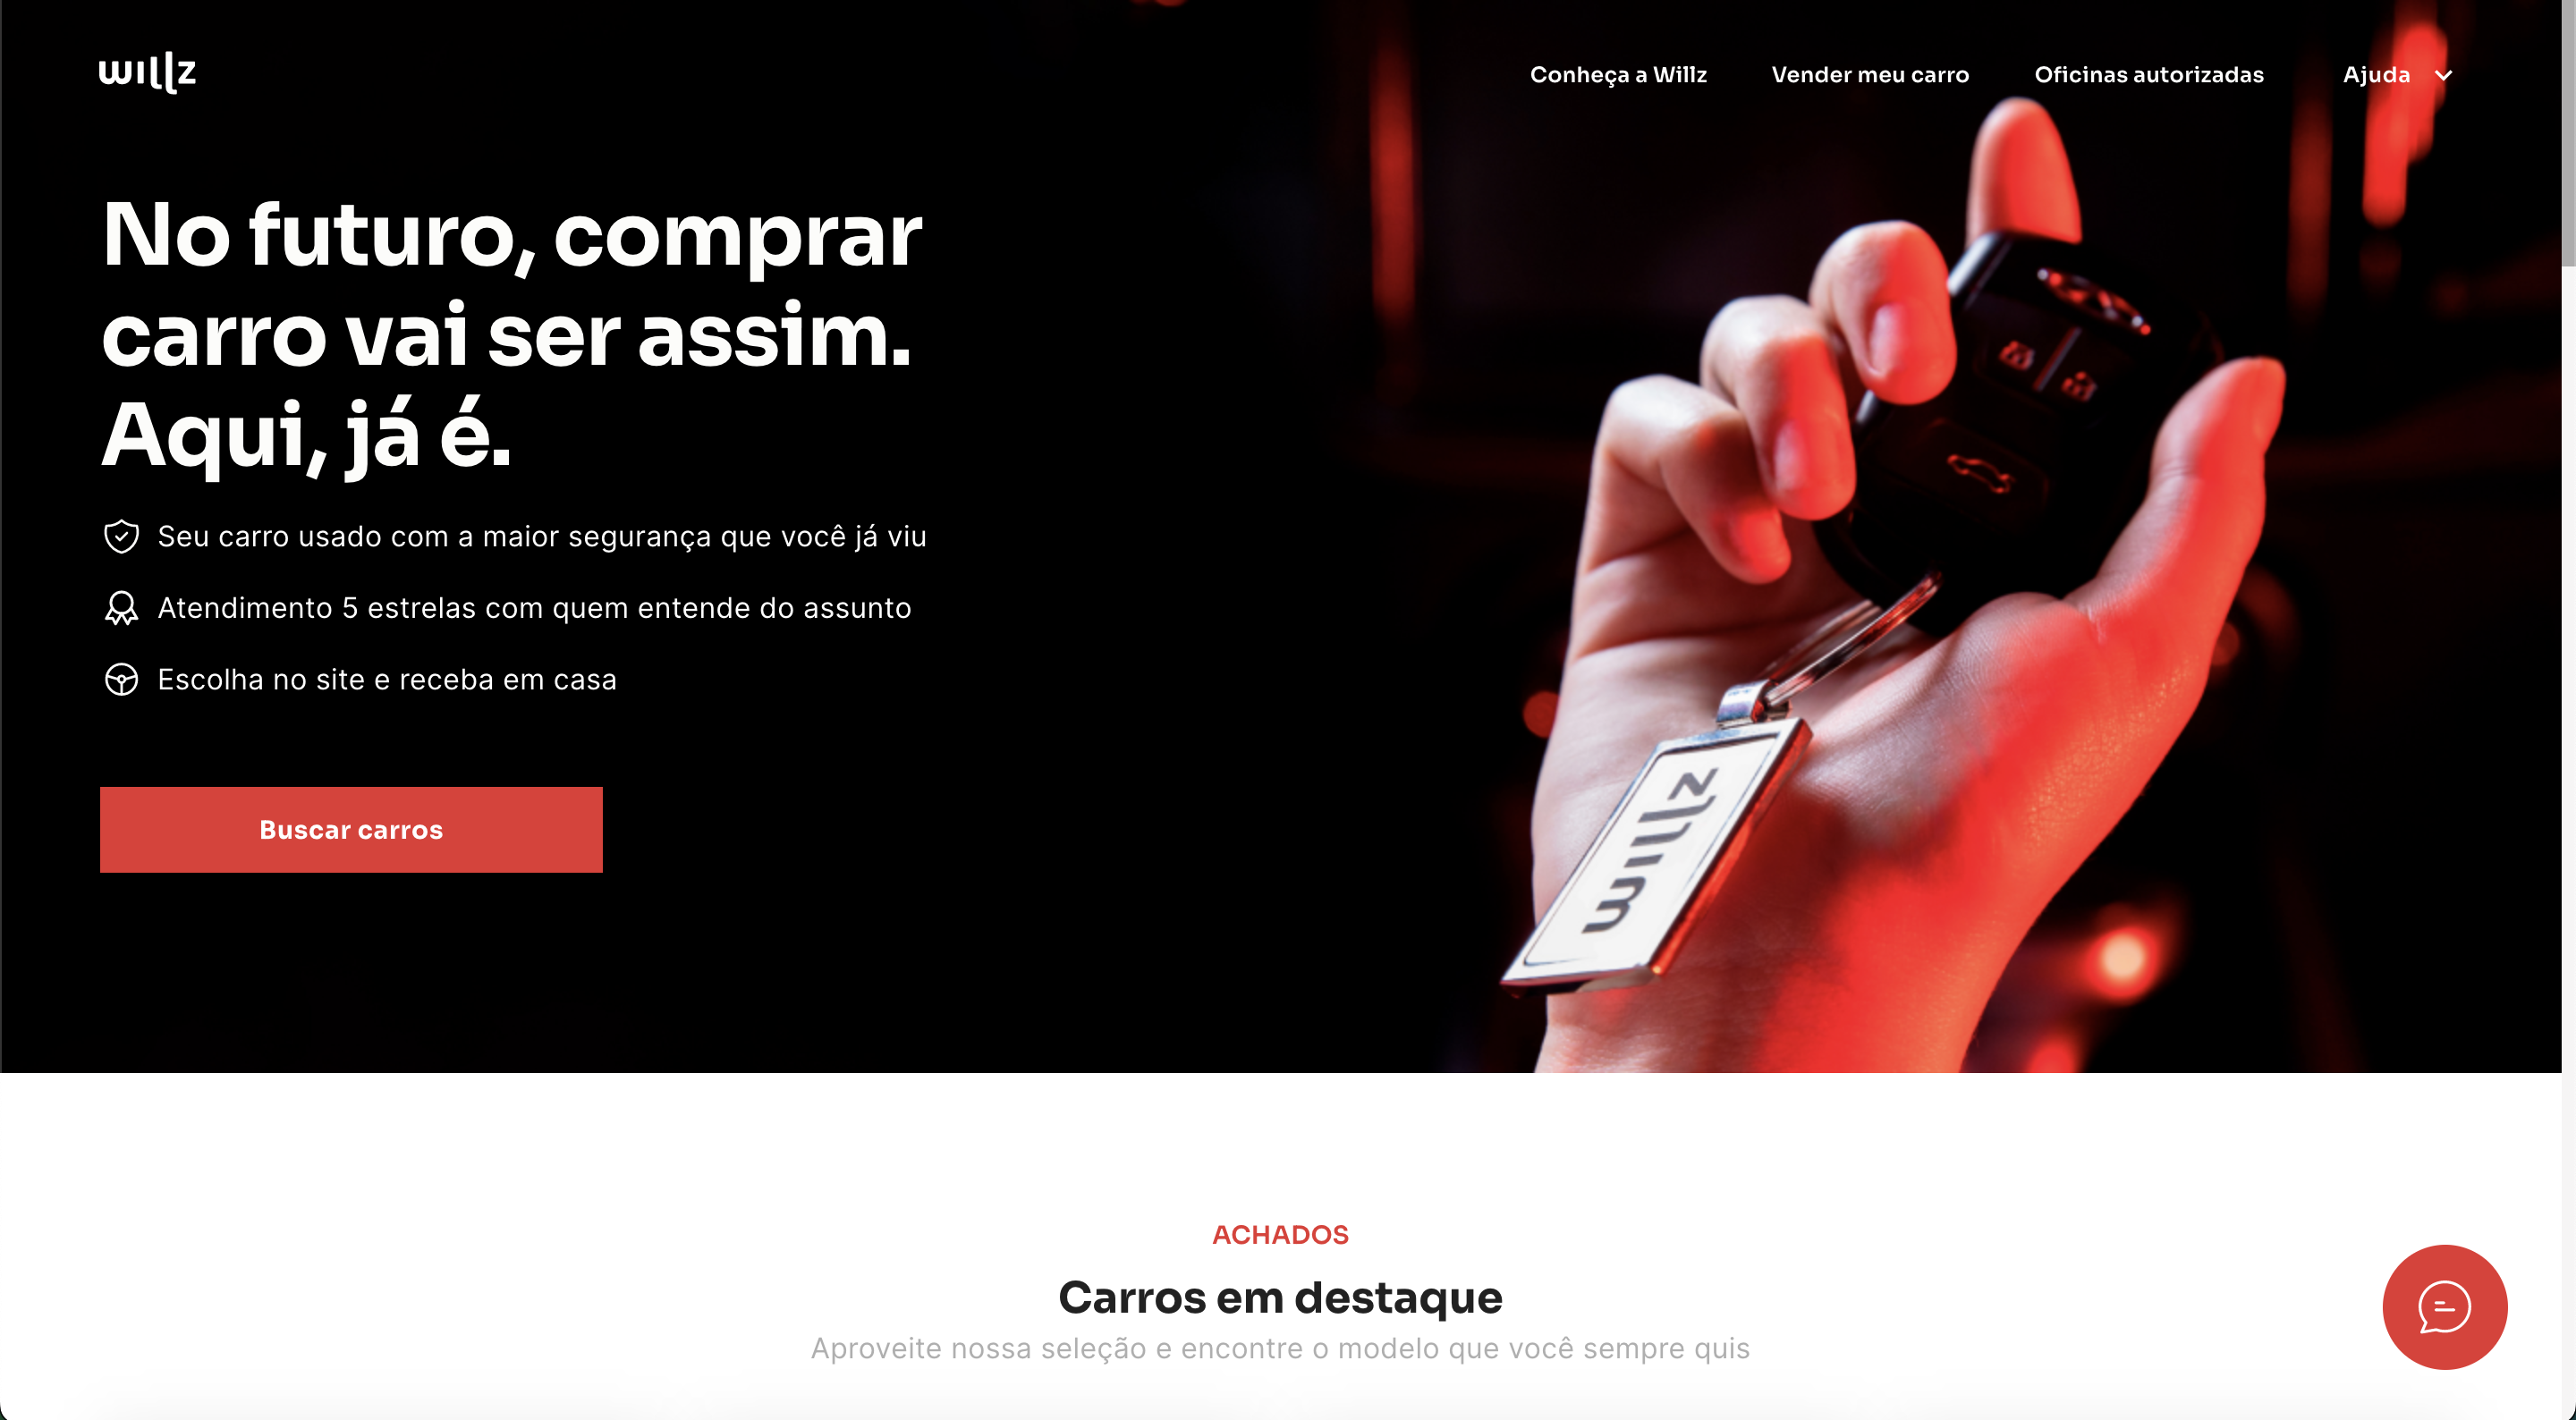 willz
Conheça a Willz
Vender meu carro
Oficinas autorizadas
Ajuda
No futuro, comprar
carro vai ser assim.
Aqui, já é.
Seu carro usado com a maior segurança que você já viu
Atendimento 5 estrelas com quem entende do assunto
Escolha no site e receba em casa
Buscar carros
willz
ACHADOS
Carros em destaque
Aproveite nossa seleção e encontre o modelo que você sempre quis